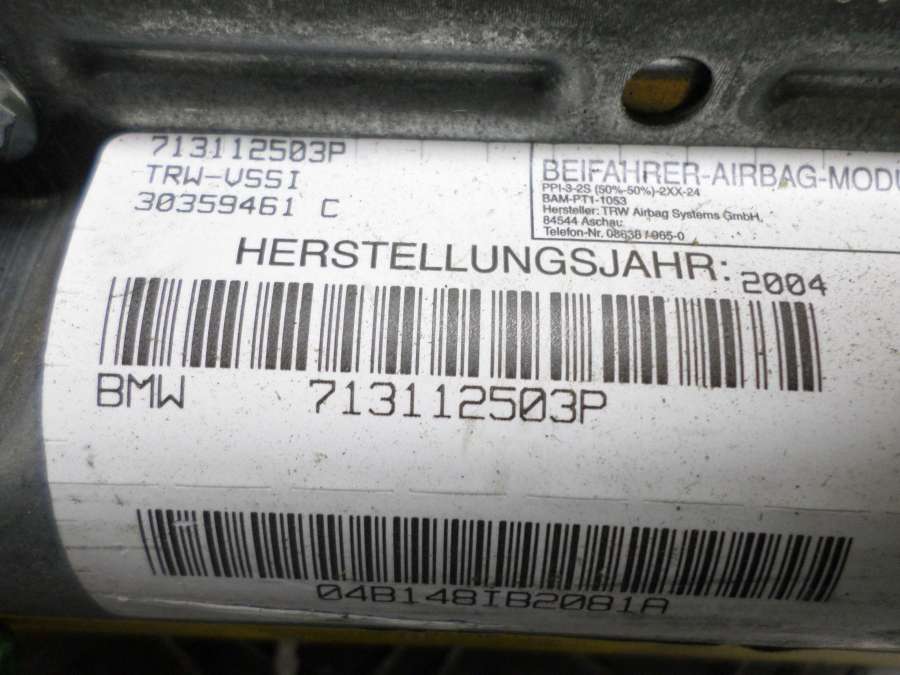 713112503P
TRW-VSSI
30359461 C
BEIFAHRER-AIRBAG-MODU
PPI-3-2S (50%-50%)-2XX-24
BAM-PT1-1053
Hersteller: TRW Airbag Systems GmbH,
84544 Aschau
Telefon-Nr. 08638 / 965-0
HERSTELLUNGSJAHR: 2004
BMW 713112503P
04B148IB2081A